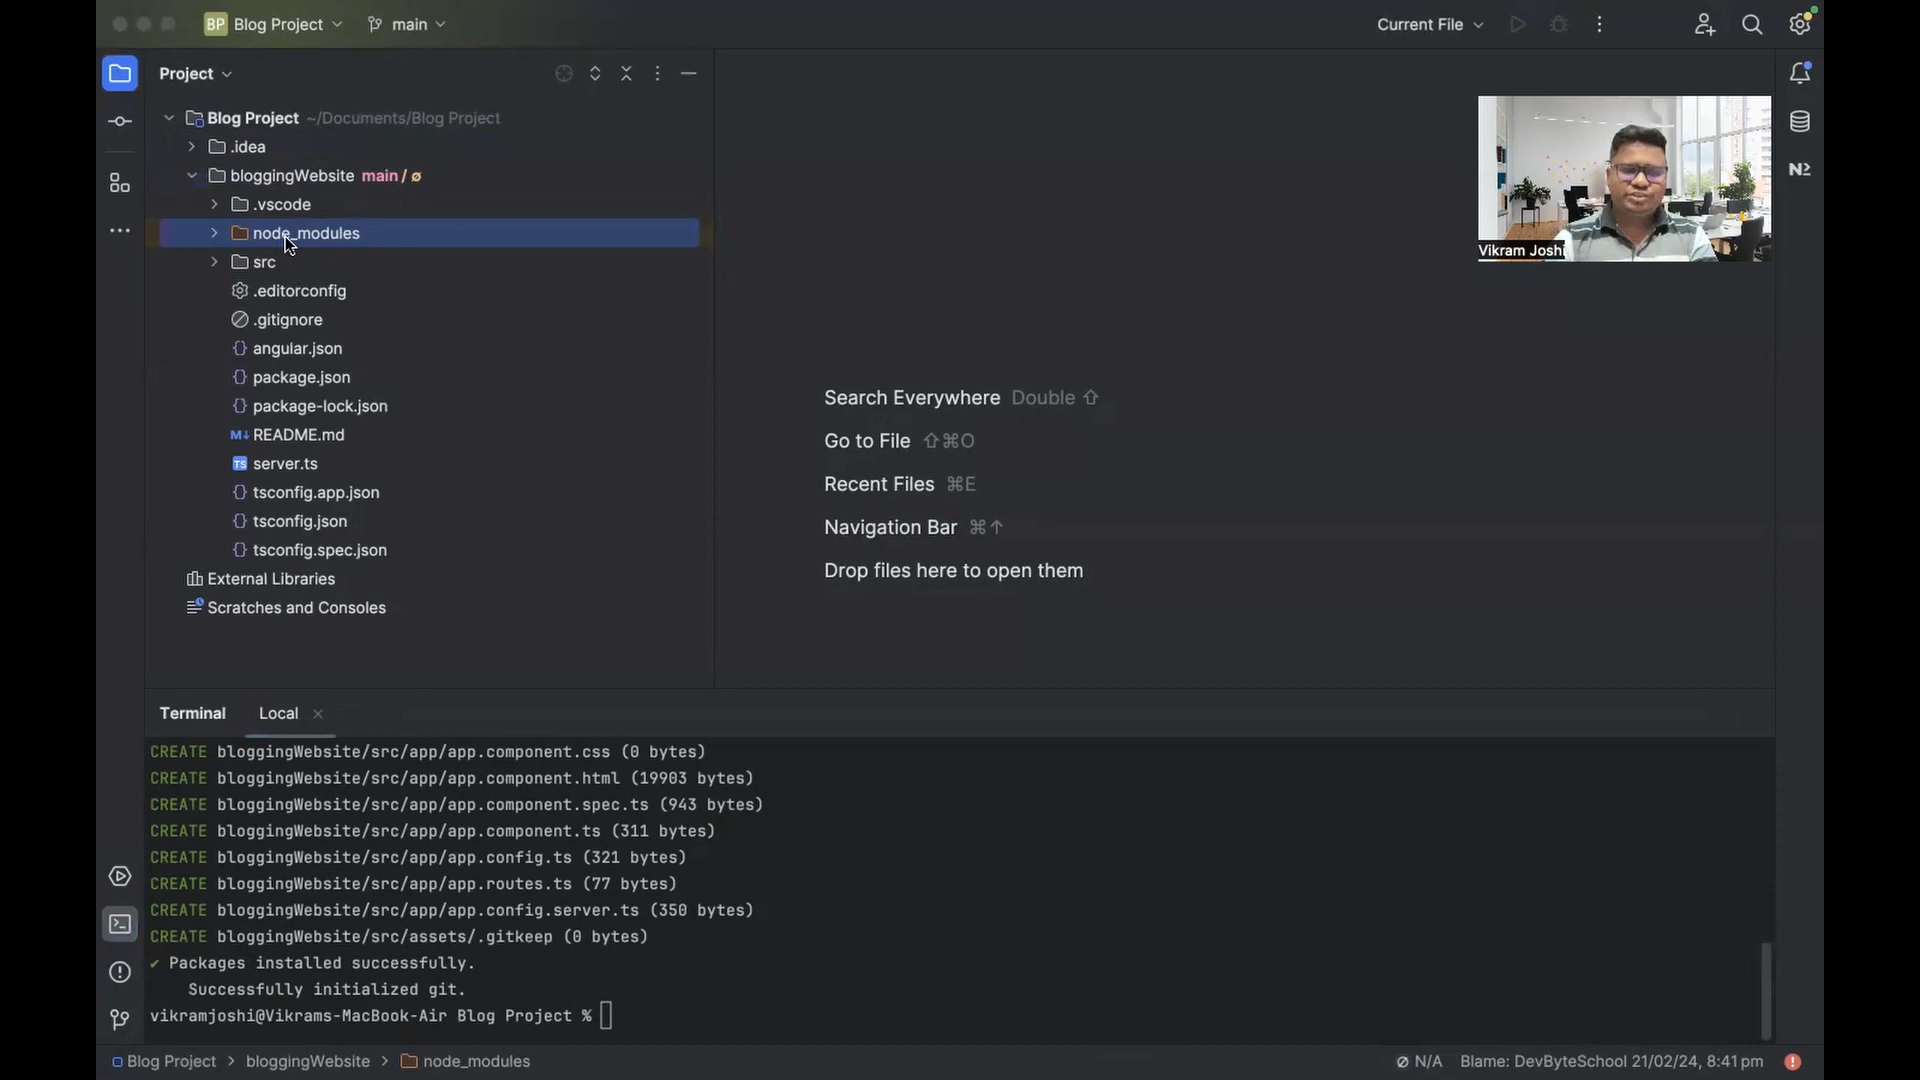 BP Blog Project main Current File
Project
Blog Project ~/Documents/Blog Project
.idea
bloggingWebsite main / ø
.vscode
node_modules
src
.editorconfig
.gitignore
angular.json
package.json
package-lock.json
M↓ README.md
TS server.ts
tsconfig.app.json
tsconfig.json
tsconfig.spec.json
External Libraries
Scratches and Consoles
Search Everywhere Double ⇧
Go to File ⇧⌘O
Recent Files ⌘E
Navigation Bar ⌘↑
Drop files here to open them
Vikram Joshi
N2
Terminal Local
CREATE bloggingWebsite/src/app/app.component.css (0 bytes)
CREATE bloggingWebsite/src/app/app.component.html (19903 bytes)
CREATE bloggingWebsite/src/app/app.component.spec.ts (943 bytes)
CREATE bloggingWebsite/src/app/app.component.ts (311 bytes)
CREATE bloggingWebsite/src/app/app.config.ts (321 bytes)
CREATE bloggingWebsite/src/app/app.routes.ts (77 bytes)
CREATE bloggingWebsite/src/app/app.config.server.ts (350 bytes)
CREATE bloggingWebsite/src/assets/.gitkeep (0 bytes)
✔ Packages installed successfully.
Successfully initialized git.
vikramjoshi@Vikrams-MacBook-Air Blog Project %
Blog Project > bloggingWebsite > node_modules N/A Blame: DevByteSchool 21/02/24, 8:41 pm